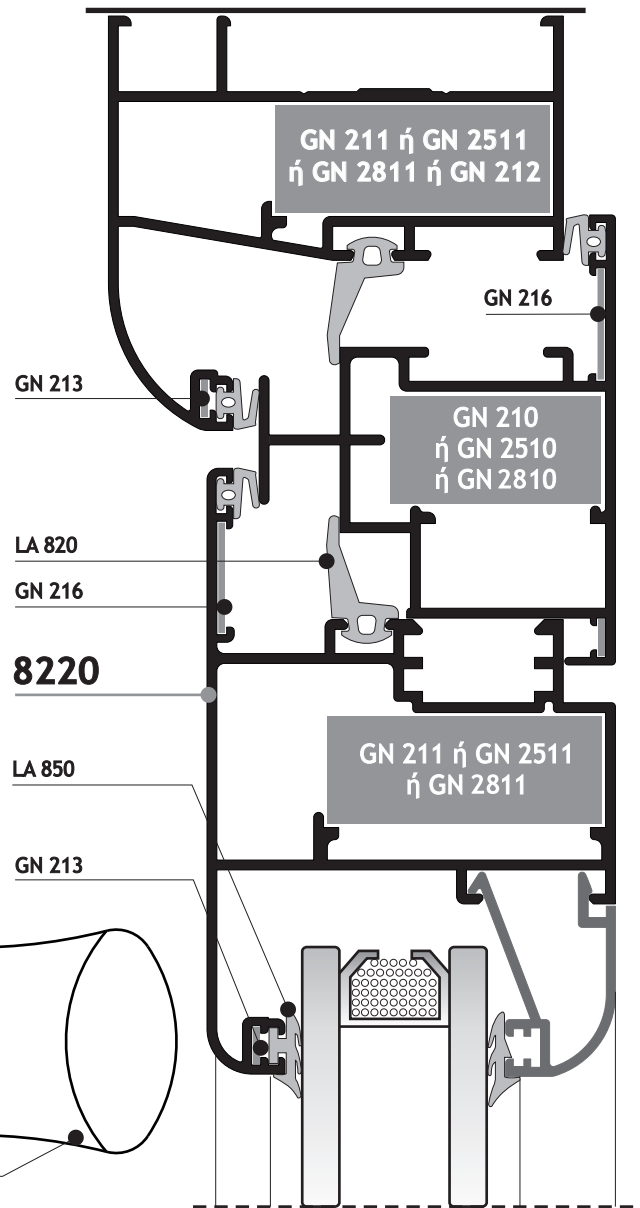 GN 211 ή GN 2511
ή GN 2811 ή GN 212
GN 216
GN 213
GN 210
ή GN 2510
ή GN 2810
LA 820
GN 216
8220
GN 211 ή GN 2511
ή GN 2811
LA 850
GN 213